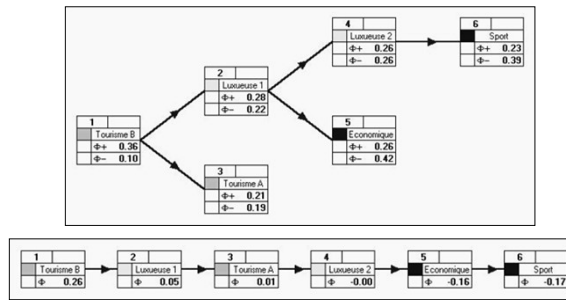 4
Luxueuse 2
Φ+ 0.26
Φ− 0.26
6
Sport
Φ+ 0.23
Φ− 0.39
2
Luxueuse 1
Φ+ 0.28
Φ− 0.22
1
Tourisme B
Φ+ 0.36
Φ− 0.10
5
Economique
Φ+ 0.26
Φ− 0.42
3
Tourisme A
Φ+ 0.21
Φ− 0.19
1
Tourisme B
Φ 0.26
2
Luxueuse 1
Φ 0.05
3
Tourisme A
Φ 0.01
4
Luxueuse 2
Φ -0.00
5
Economique
Φ -0.16
6
Sport
Φ -0.17